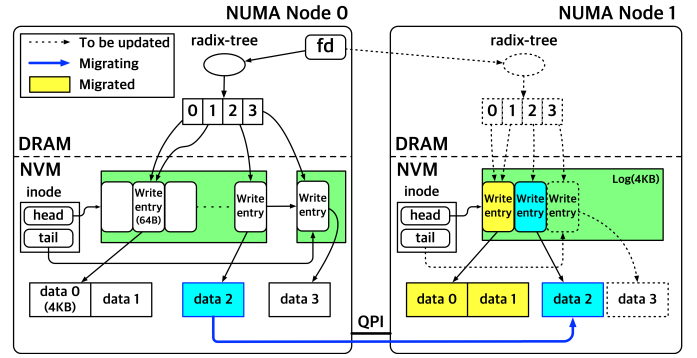 NUMA Node 0
NUMA Node 1
To be updated
Migrating
Migrated
radix-tree
fd
radix-tree
0 1 2 3
0 1 2 3
DRAM
DRAM
NVM
NVM
inode
head
tail
Write
entry
(64B)
Write
entry
Write
entry
inode
head
tail
Write
entry
Write
entry
Write
entry
Log(4KB)
data 0
(4KB)
data 1
data 2
data 3
data 0
data 1
data 2
data 3
QPI